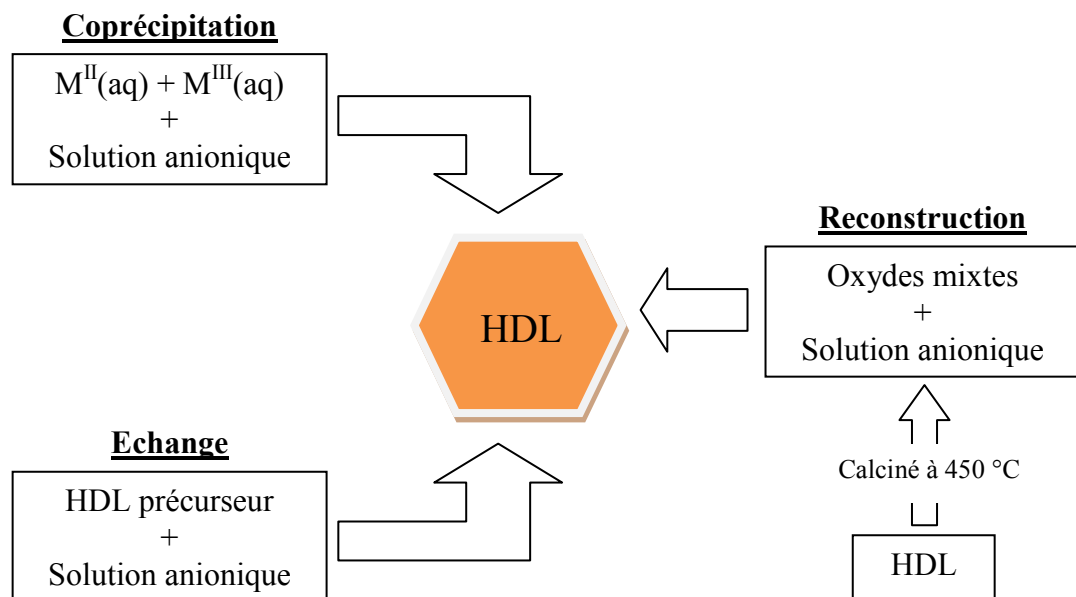 Coprécipitation
M^II(aq) + M^III(aq)
+
Solution anionique
Reconstruction
Oxydes mixtes
+
Solution anionique
HDL
Echange
HDL précurseur
+
Solution anionique
Calciné à 450 °C
HDL